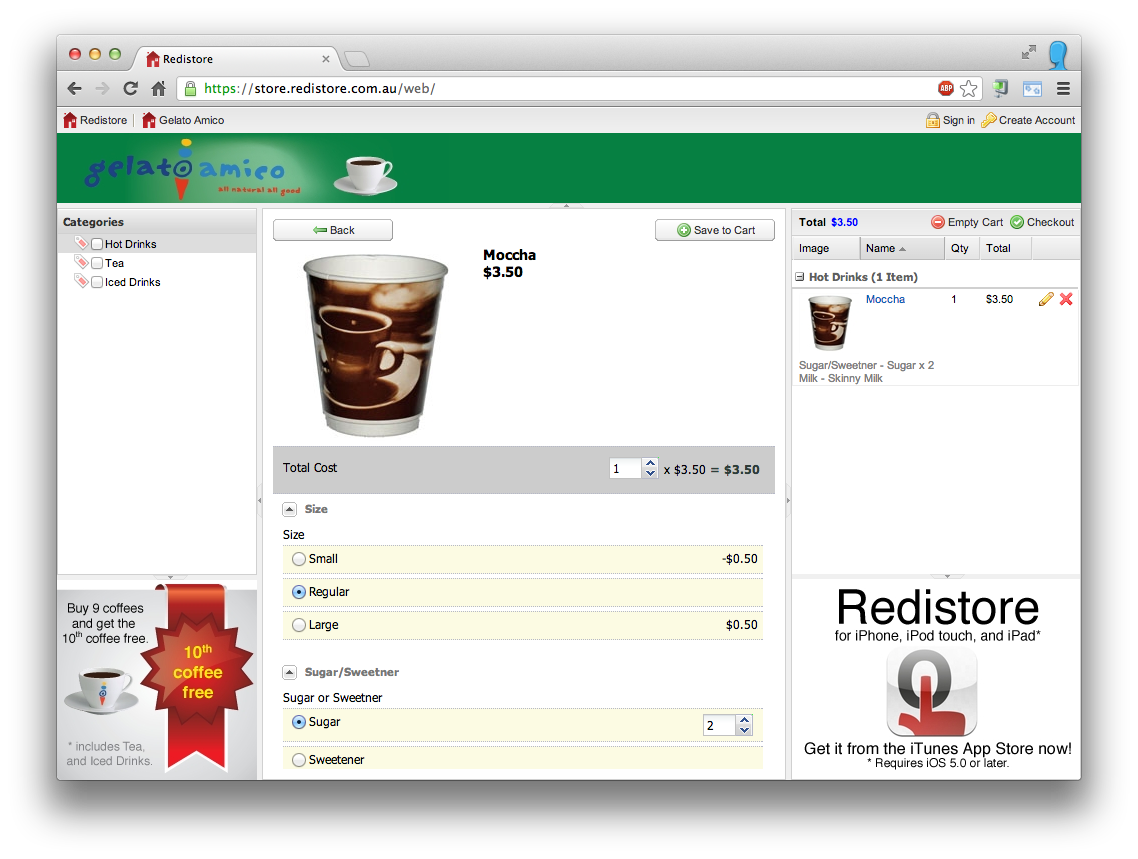 Redistore
https://store.redistore.com.au/web/
ABP
Redistore
Gelato Amico
Sign in
Create Account
gelato amico
all natural all good
Categories
Hot Drinks
Tea
Iced Drinks
Buy 9 coffees
and get the
10th coffee free.
10th
coffee
free
* includes Tea,
and Iced Drinks.
Back
Save to Cart
Moccha
$3.50
Total Cost
1 x $3.50 = $3.50
Size
Size
Small -$0.50
Regular
Large $0.50
Sugar/Sweetner
Sugar or Sweetner
Sugar 2
Sweetener
Total $3.50 Empty Cart Checkout
Image Name Qty Total
Hot Drinks (1 Item)
Moccha 1 $3.50
Sugar/Sweetner - Sugar x 2
Milk - Skinny Milk
Redistore
for iPhone, iPod touch, and iPad*
Get it from the iTunes App Store now!
* Requires iOS 5.0 or later.